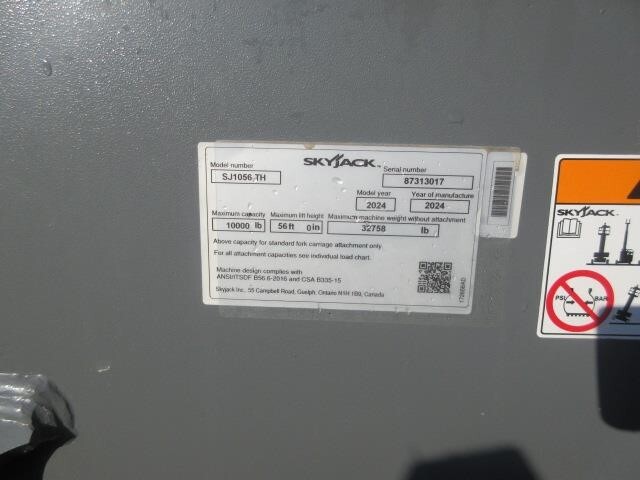 SKYJACK
Model number Serial number
SJ1056 TH 87313017
Model year Year of manufacture
2024 2024
Maximum capacity Maximum lift height Maximum machine weight without attachment
10000 lb 56 ft 0 in 32758 lb
Above capacity for standard fork carriage attachment only.
For all attachment capacities see individual load chart.
Machine design complies with
ANSI/ITSDF B56.6-2016 and CSA B335-15
Skyjack Inc., 55 Campbell Road, Guelph, Ontario N1H 1B9, Canada
SKYJACK
PSI BAR